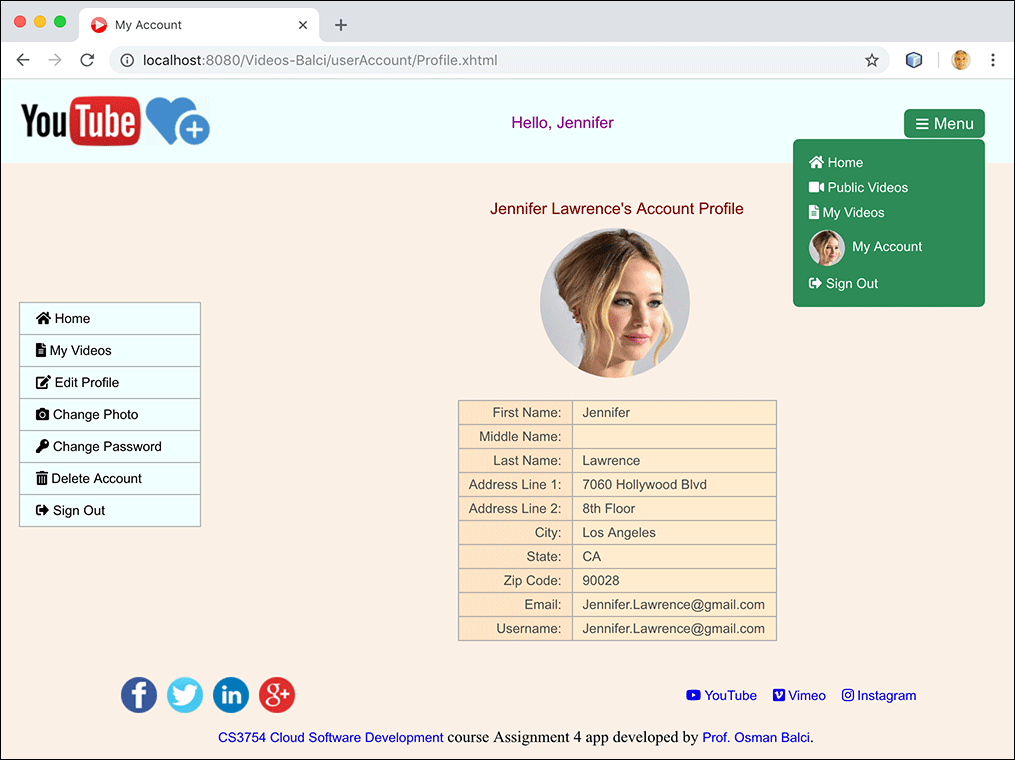 My Account
localhost:8080/Videos-Balci/userAccount/Profile.xhtml
YouTube
Hello, Jennifer
Menu
Home
Public Videos
My Videos
My Account
Sign Out
Jennifer Lawrence's Account Profile
Home
My Videos
Edit Profile
Change Photo
Change Password
Delete Account
Sign Out
First Name: Jennifer
Middle Name:
Last Name: Lawrence
Address Line 1: 7060 Hollywood Blvd
Address Line 2: 8th Floor
City: Los Angeles
State: CA
Zip Code: 90028
Email: Jennifer.Lawrence@gmail.com
Username: Jennifer.Lawrence@gmail.com
f in g+ YouTube Vimeo Instagram
CS3754 Cloud Software Development course Assignment 4 app developed by Prof. Osman Balci.